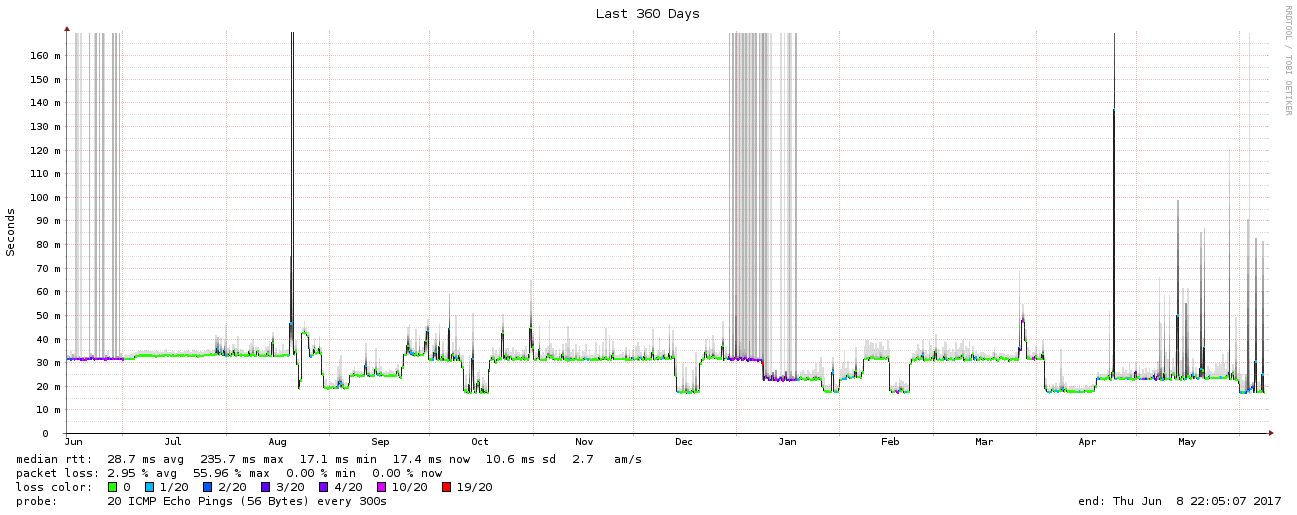 Last 360 Days
RRDTOOL / TOBI OETIKER
Seconds
160 m
150 m
140 m
130 m
120 m
110 m
100 m
90 m
80 m
70 m
60 m
50 m
40 m
30 m
20 m
10 m
0
Jun Jul Aug Sep Oct Nov Dec Jan Feb Mar Apr May
median rtt: 28.7 ms avg 235.7 ms max 17.1 ms min 17.4 ms now 10.6 ms sd 2.7 am/s
packet loss: 2.95 % avg 55.96 % max 0.00 % min 0.00 % now
loss color: 0 1/20 2/20 3/20 4/20 10/20 19/20
probe: 20 ICMP Echo Pings (56 Bytes) every 300s end: Thu Jun 8 22:05:07 2017